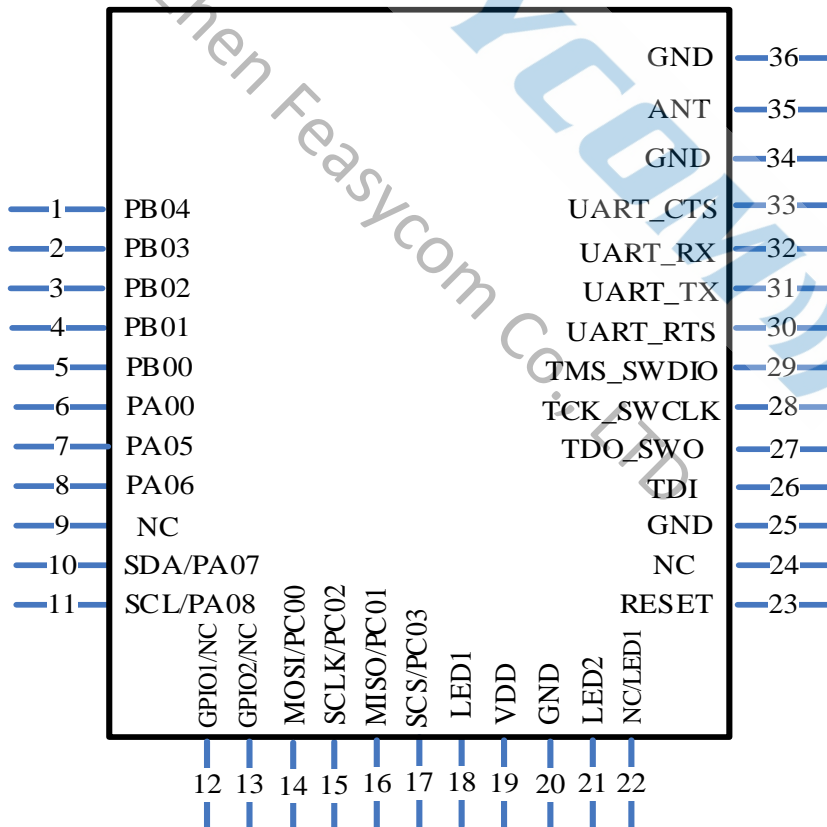 GND 36
ANT 35
GND 34
1 PB04 UART_CTS 33
2 PB03 UART_RX 32
3 PB02 UART_TX 31
4 PB01 UART_RTS 30
5 PB00 TMS_SWDIO 29
6 PA00 TCK_SWCLK 28
7 PA05 TDO_SWO 27
8 PA06 TDI 26
9 NC GND 25
10 SDA/PA07 NC 24
11 SCL/PA08 RESET 23
GPIO1/NC
GPIO2/NC
MOSI/PC00
SCLK/PC02
MISO/PC01
SCS/PC03
LED1
VDD
GND
LED2
NC/LED1
12 13 14 15 16 17 18 19 20 21 22
Feasycom Co., LTD
YCOM